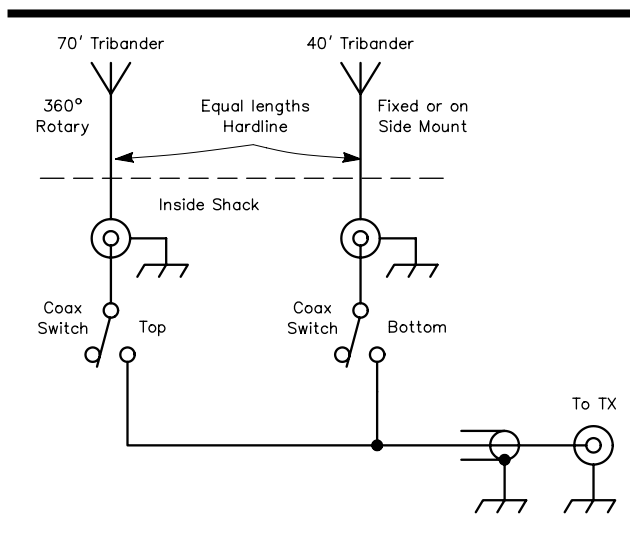 70′ Tribander
40′ Tribander
360°
Rotary
Equal lengths
Hardline
Fixed or on
Side Mount
Inside Shack
Coax
Switch
Top
Coax
Switch
Bottom
To TX